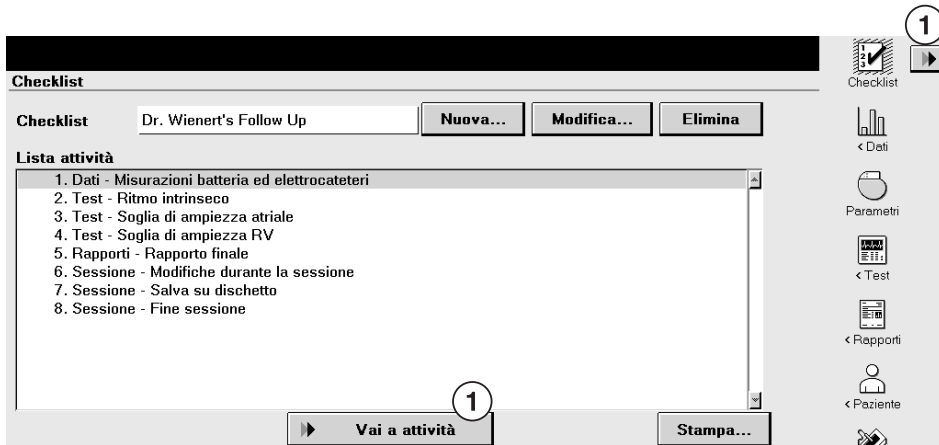 1
Checklist
Checklist
Checklist Dr. Wienert's Follow Up Nuova... Modifica... Elimina
Lista attività
1. Dati - Misurazioni batteria ed elettrocateteri
2. Test - Ritmo intrinseco
3. Test - Soglia di ampiezza atriale
4. Test - Soglia di ampiezza RV
5. Rapporti - Rapporto finale
6. Sessione - Modifiche durante la sessione
7. Sessione - Salva su dischetto
8. Sessione - Fine sessione
1
Vai a attività Stampa...
< Dati
Parametri
< Test
< Rapporti
< Paziente